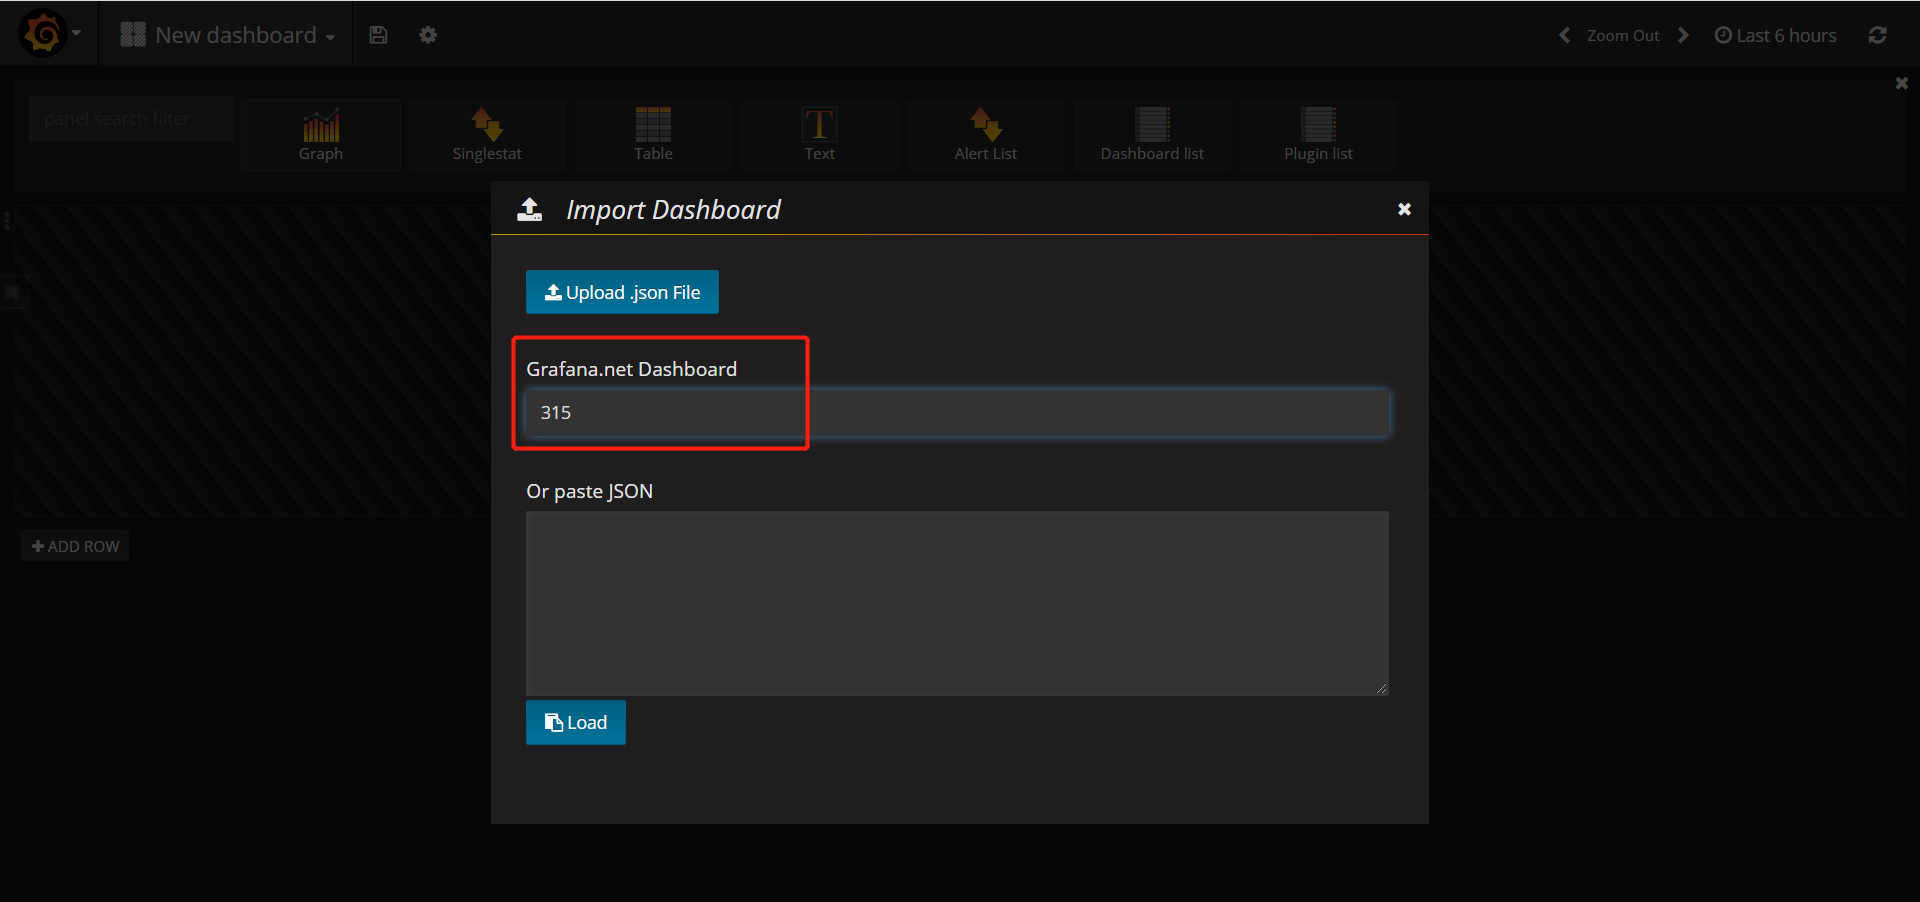 New dashboard
Zoom Out
Last 6 hours
panel search filter
Graph
Singlestat
Table
Text
Alert List
Dashboard list
Plugin list
Import Dashboard
Upload .json File
Grafana.net Dashboard
315
Or paste JSON
ADD ROW
Load